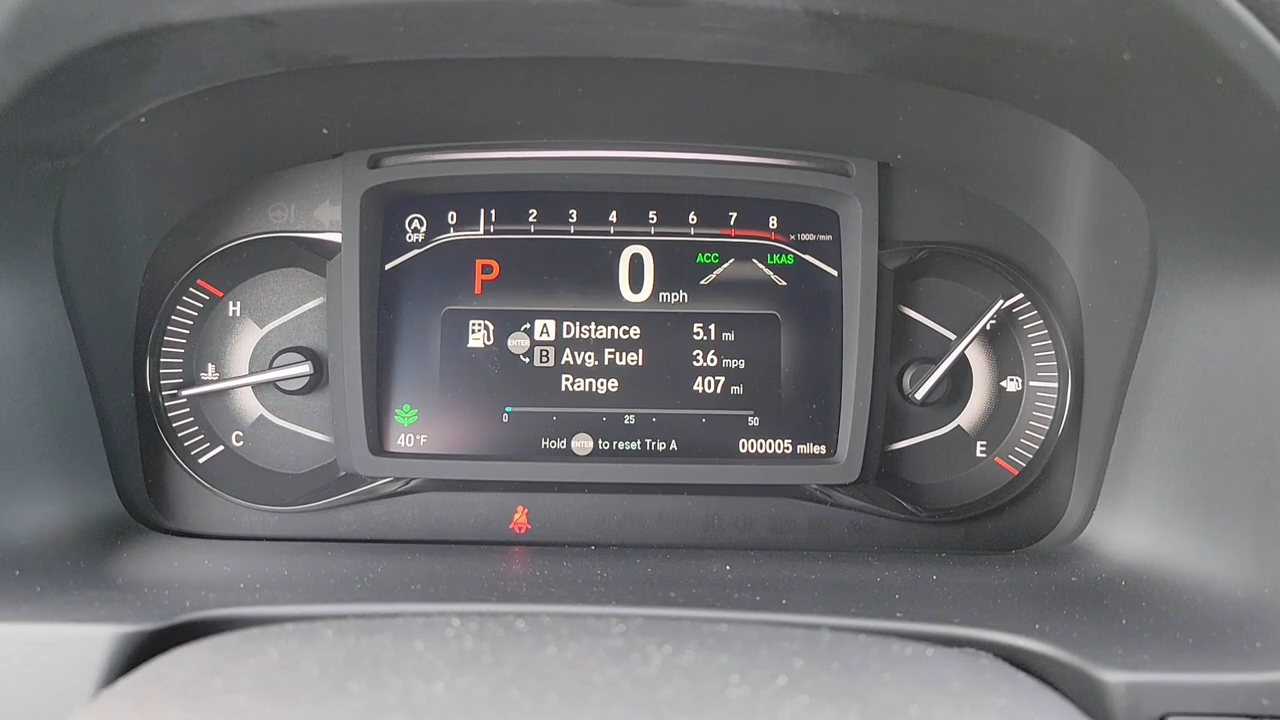 A
OFF
0 1 2 3 4 5 6 7 8
×1000r/min
P
0 mph
ACC
LKAS
H
C
ENTER
A Distance 5.1 mi
B Avg. Fuel 3.6 mpg
Range 407 mi
0 25 50
40°F
Hold ENTER to reset Trip A
000005 miles
F
E